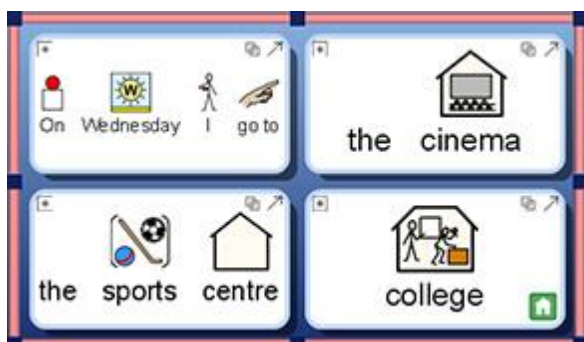 On Wednesday I go to
the cinema
the sports centre
college